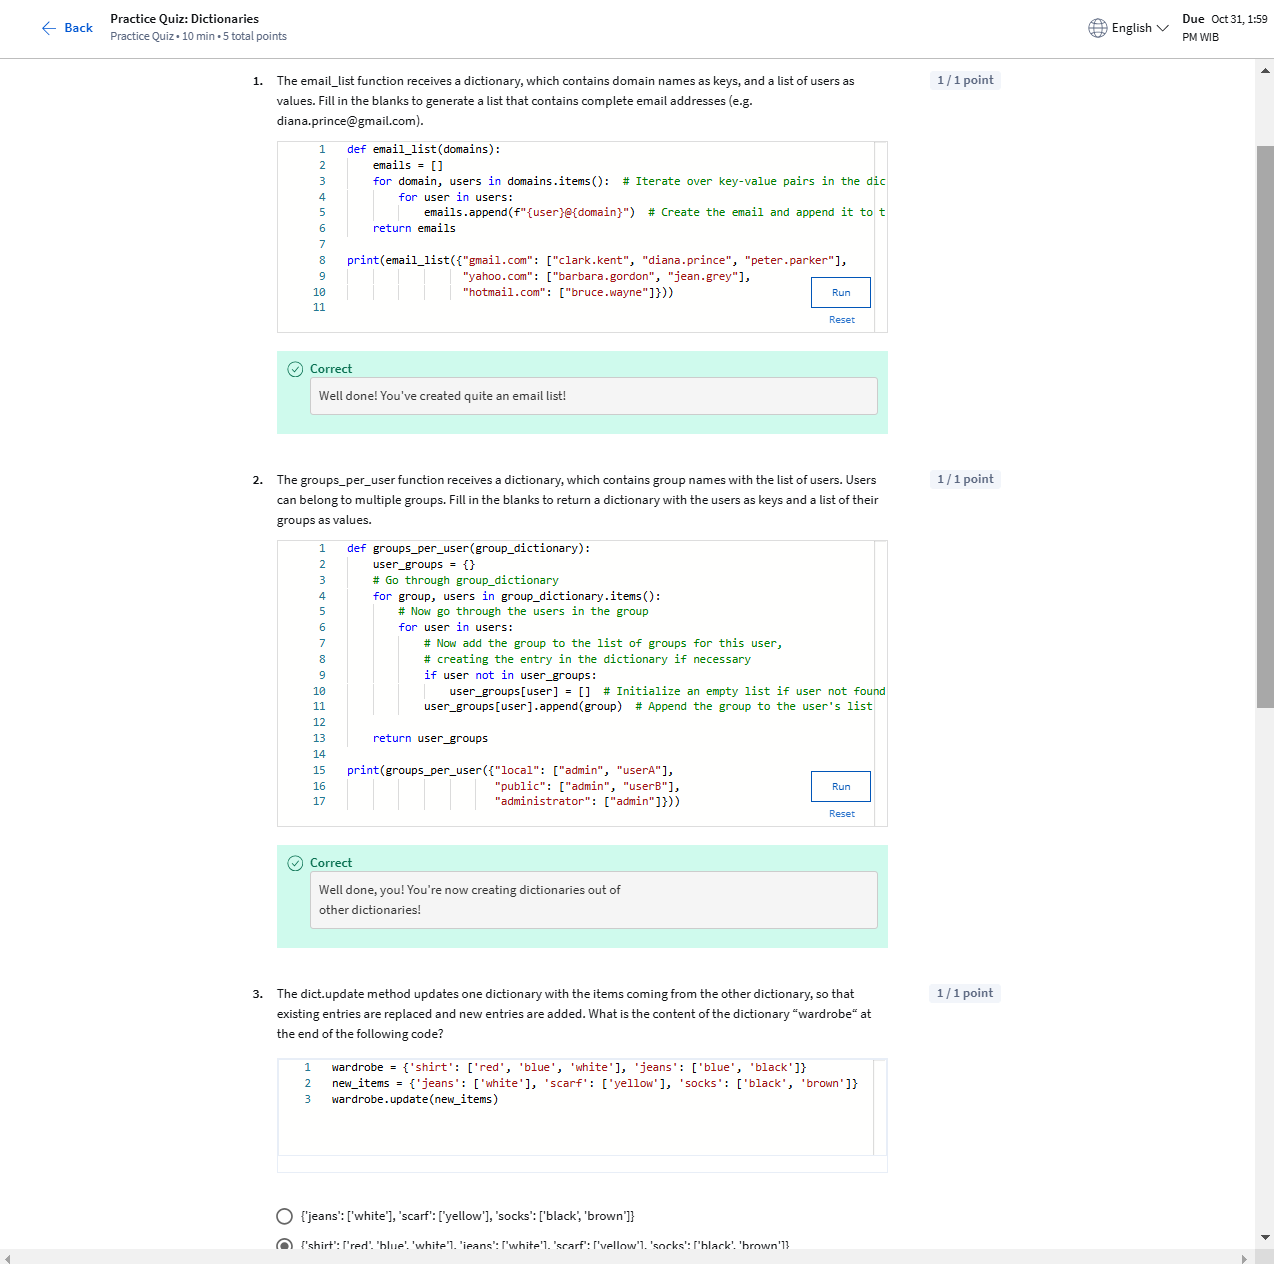 Back
Practice Quiz: Dictionaries
Practice Quiz • 10 min • 5 total points
English
Due Oct 31, 1:59
PM WIB
1. The email_list function receives a dictionary, which contains domain names as keys, and a list of users as
values. Fill in the blanks to generate a list that contains complete email addresses (e.g.
diana.prince@gmail.com).
1 / 1 point
1 def email_list(domains):
2 emails = []
3 for domain, users in domains.items(): # Iterate over key-value pairs in the dic
4 for user in users:
5 emails.append(f"{user}@{domain}") # Create the email and append it to t
6 return emails
7
8 print(email_list({"gmail.com": ["clark.kent", "diana.prince", "peter.parker"],
9 "yahoo.com": ["barbara.gordon", "jean.grey"],
10 "hotmail.com": ["bruce.wayne"]}))
11
Run
Reset
Correct
Well done! You've created quite an email list!
2. The groups_per_user function receives a dictionary, which contains group names with the list of users. Users
can belong to multiple groups. Fill in the blanks to return a dictionary with the users as keys and a list of their
groups as values.
1 / 1 point
1 def groups_per_user(group_dictionary):
2 user_groups = {}
3 # Go through group_dictionary
4 for group, users in group_dictionary.items():
5 # Now go through the users in the group
6 for user in users:
7 # Now add the group to the list of groups for this user,
8 # creating the entry in the dictionary if necessary
9 if user not in user_groups:
10 user_groups[user] = [] # Initialize an empty list if user not found
11 user_groups[user].append(group) # Append the group to the user's list
12
13 return user_groups
14
15 print(groups_per_user({"local": ["admin", "userA"],
16 "public": ["admin", "userB"],
17 "administrator": ["admin"]}))
Run
Reset
Correct
Well done, you! You're now creating dictionaries out of
other dictionaries!
3. The dict.update method updates one dictionary with the items coming from the other dictionary, so that
existing entries are replaced and new entries are added. What is the content of the dictionary “wardrobe“ at
the end of the following code?
1 / 1 point
1 wardrobe = {'shirt': ['red', 'blue', 'white'], 'jeans': ['blue', 'black']}
2 new_items = {'jeans': ['white'], 'scarf': ['yellow'], 'socks': ['black', 'brown']}
3 wardrobe.update(new_items)
{'jeans': ['white'], 'scarf': ['yellow'], 'socks': ['black', 'brown']}
{'shirt': ['red', 'blue', 'white'], 'jeans': ['white'], 'scarf': ['yellow'], 'socks': ['black', 'brown']}